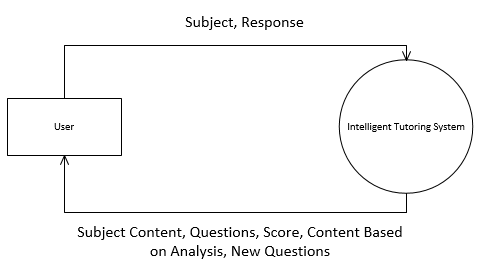 Subject, Response
User
Intelligent Tutoring System
Subject Content, Questions, Score, Content Based
on Analysis, New Questions